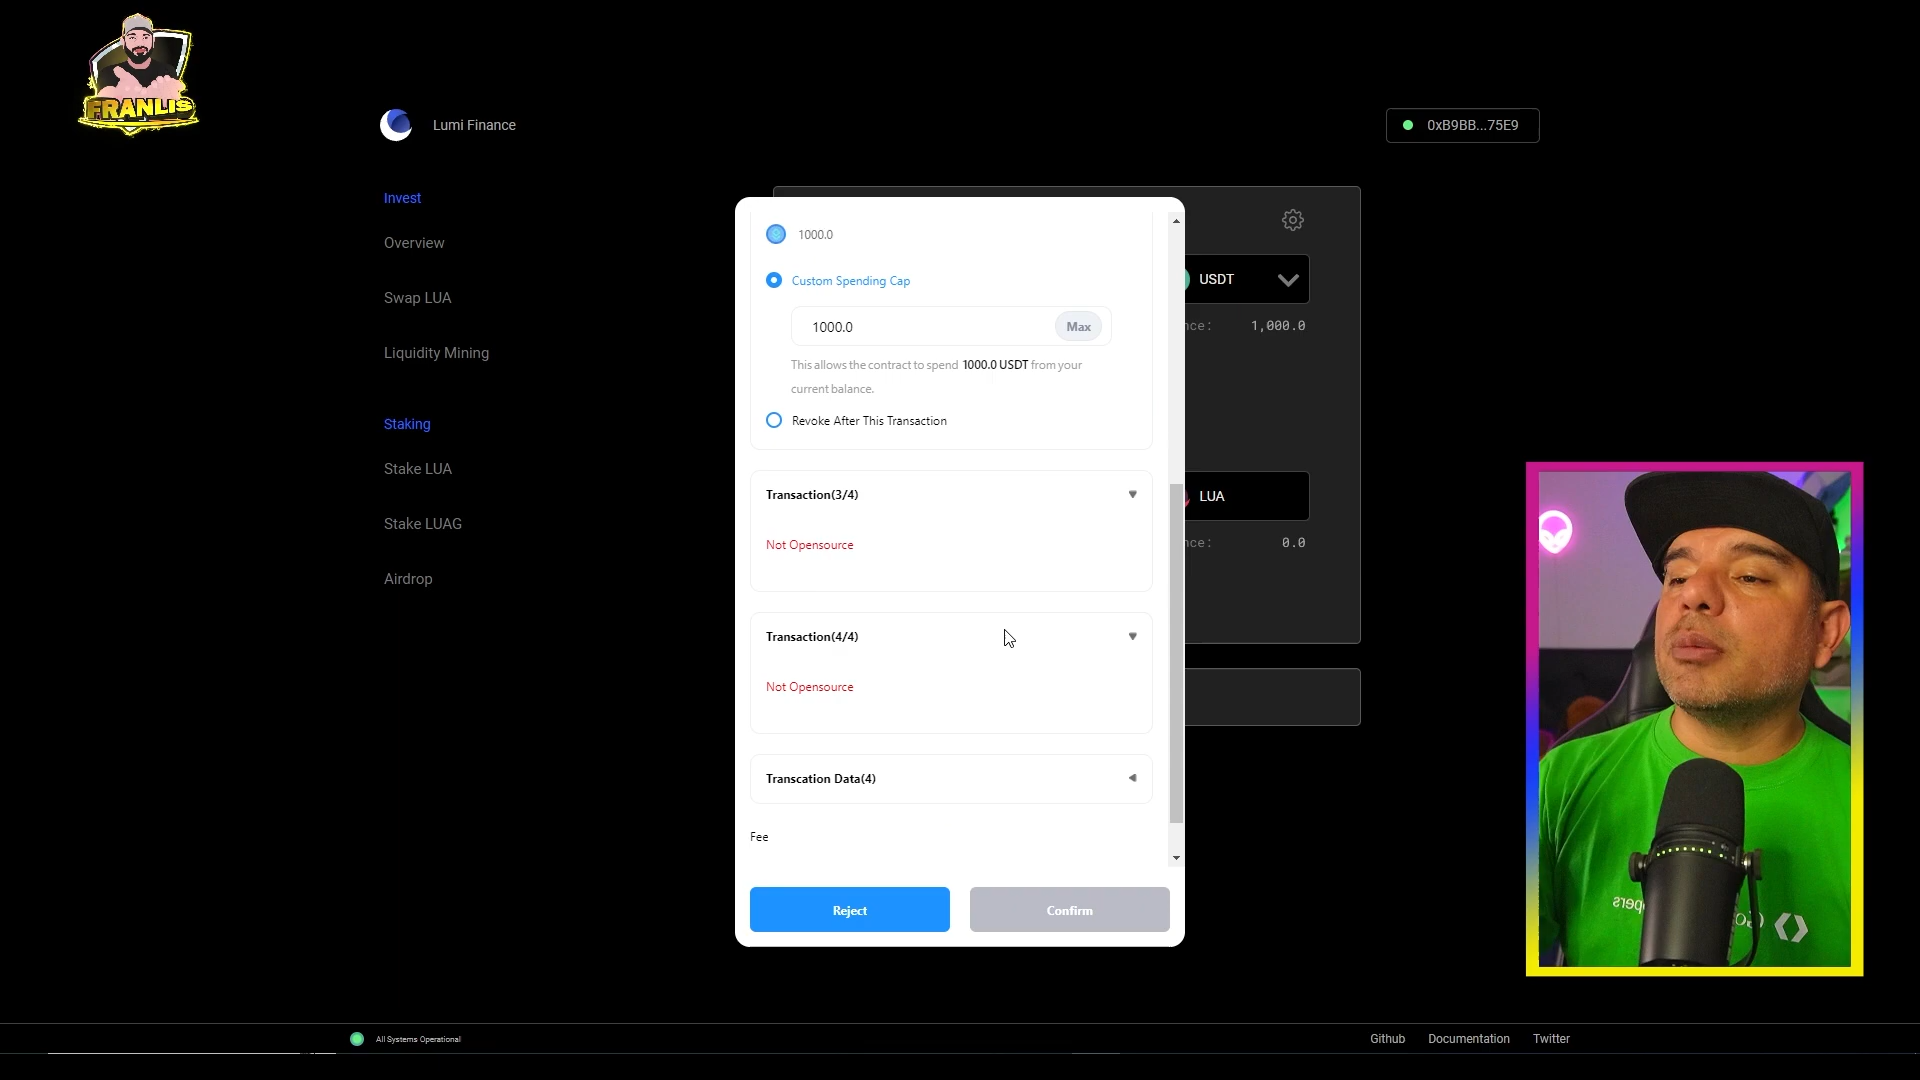 FRANLIS
Lumi Finance
0xB9BB...75E9
Invest
Overview
Swap LUA
Liquidity Mining
Staking
Stake LUA
Stake LUAG
Airdrop
1000.0
Custom Spending Cap
1000.0
Max
This allows the contract to spend 1000.0 USDT from your
current balance.
Revoke After This Transaction
Transaction(3/4)
Not Opensource
Transaction(4/4)
Not Opensource
Transcation Data(4)
Fee
Reject
Confirm
USDT
nce: 1,000.0
LUA
nce: 0.0
All Systems Operational
Github
Documentation
Twitter